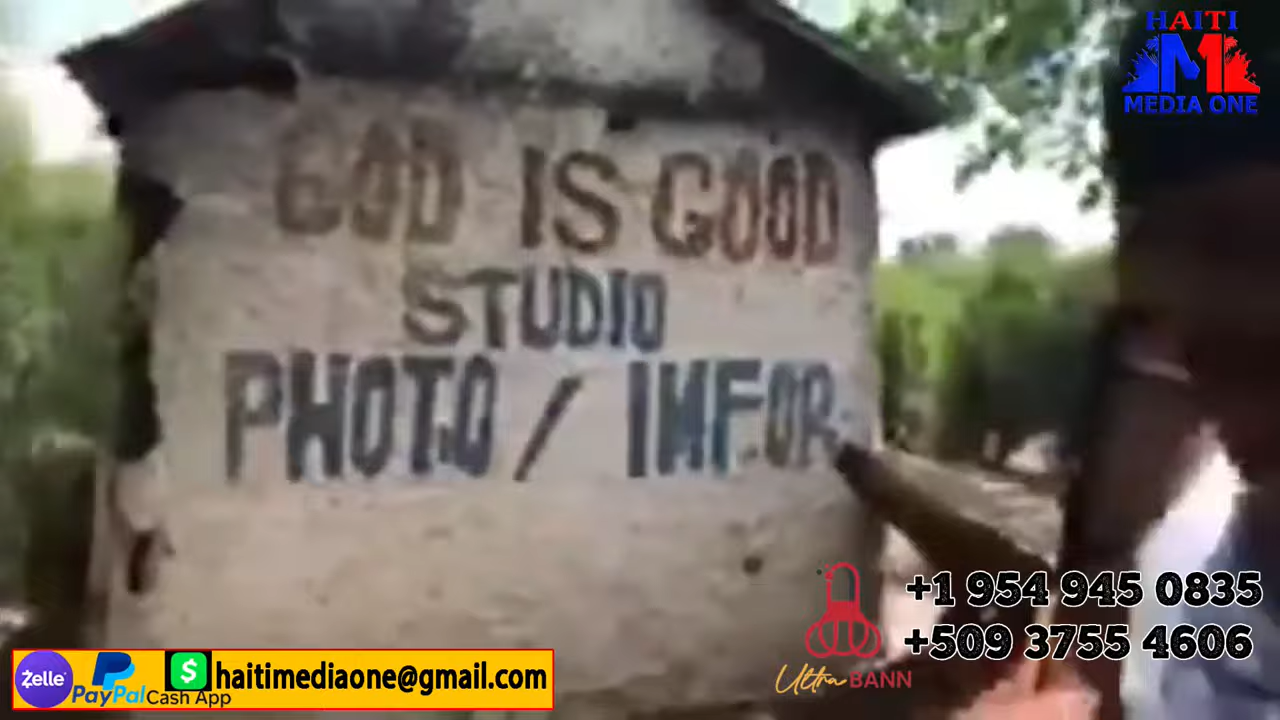 HAITI
M
MEDIA ONE
GOD IS GOOD
STUDIO
PHOTO / INFOR
+1 954 945 0835
+509 3755 4606
Ultra BANN
Zelle
PayPal
$
Cash App
haitimediaone@gmail.com